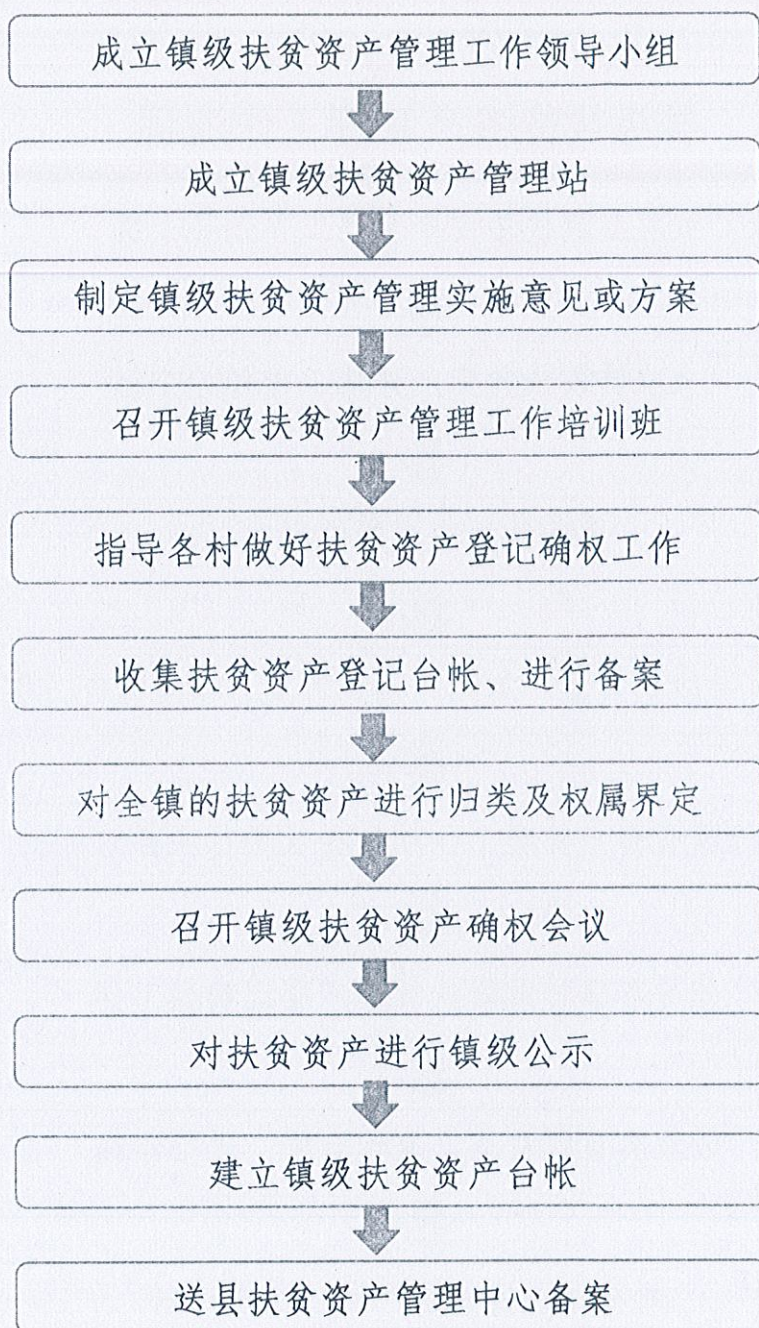 成立镇级扶贫资产管理工作领导小组
成立镇级扶贫资产管理站
制定镇级扶贫资产管理实施意见或方案
召开镇级扶贫资产管理工作培训班
指导各村做好扶贫资产登记确权工作
收集扶贫资产登记台帐、进行备案
对全镇的扶贫资产进行归类及权属界定
召开镇级扶贫资产确权会议
对扶贫资产进行镇级公示
建立镇级扶贫资产台帐
送县扶贫资产管理中心备案